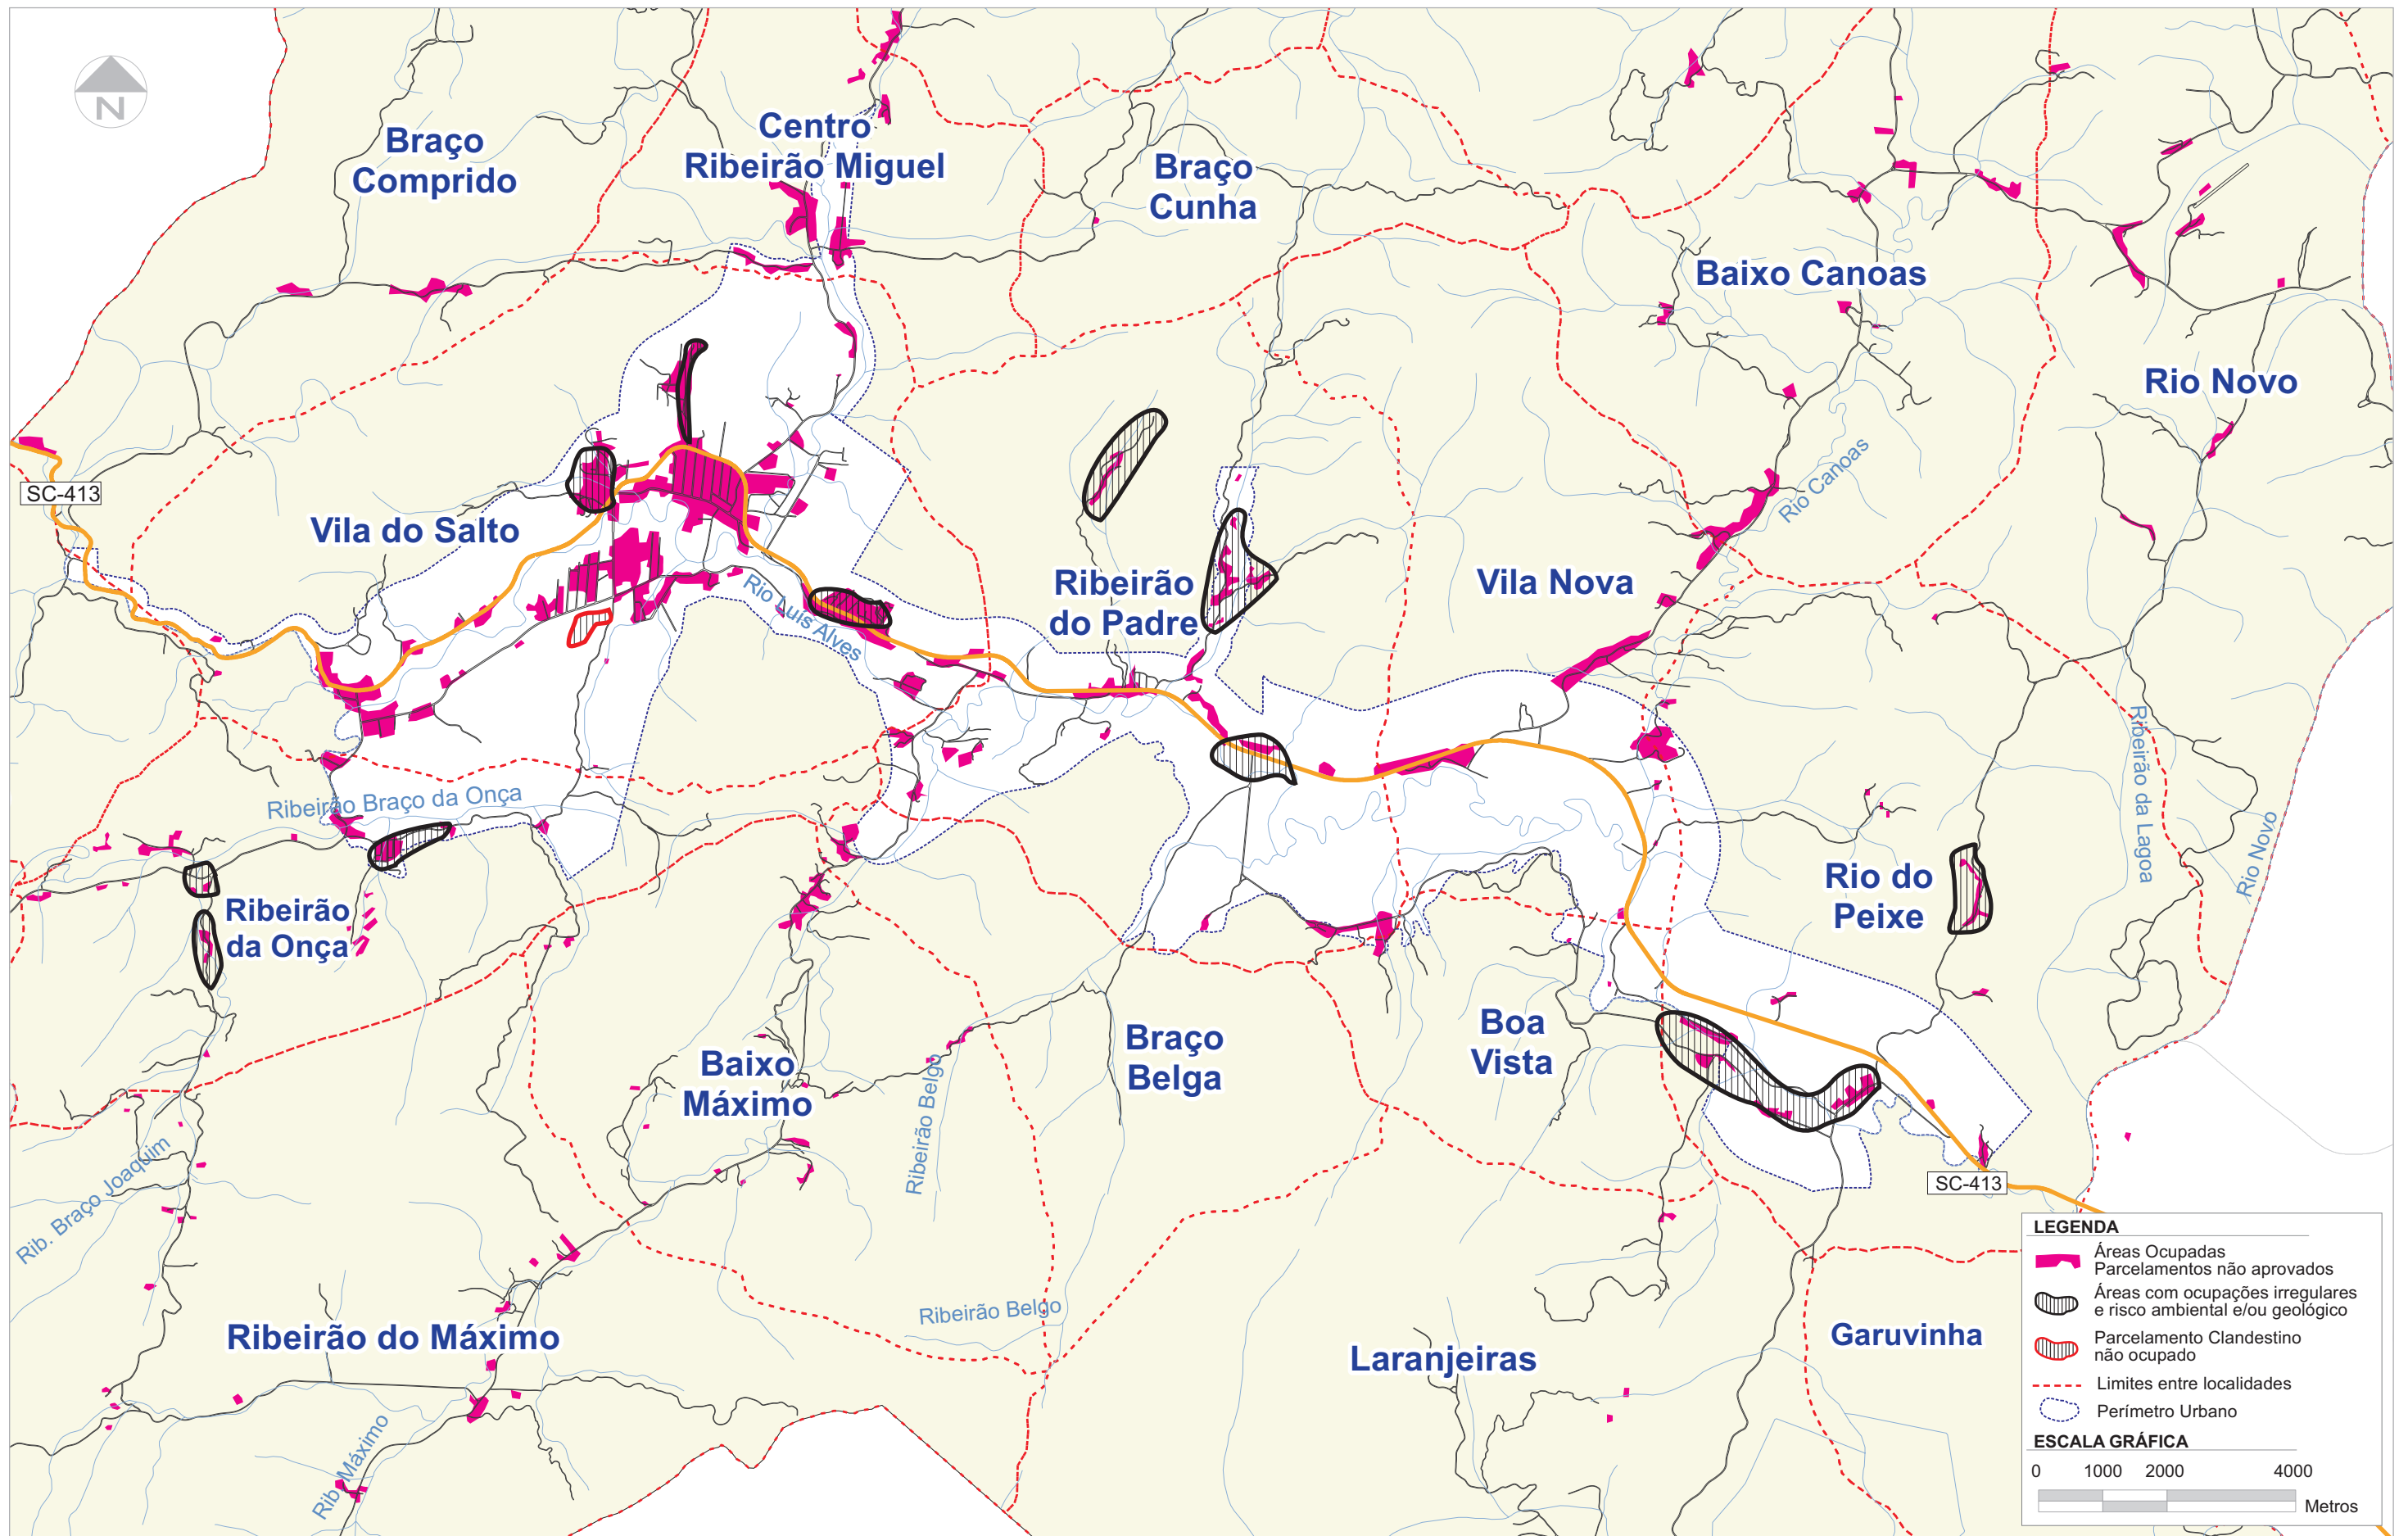 N
Braço
Comprido
Centro
Ribeirão Miguel
Braço
Cunha
Baixo Canoas
Rio Novo
SC-413
Vila do Salto
Rio Canoas
Rio Luis Alves
Ribeirão
do Padre
Vila Nova
Ribeirão Braço da Onça
Ribeirão da Lagoa
Rio Novo
Rio do
Peixe
Ribeirão
da Onça
Boa
Vista
Braço
Belga
Baixo
Máximo
Ribeirão Belgo
Rib. Braço Joaquim
SC-413
Ribeirão Belgo
Ribeirão do Máximo
Laranjeiras
Garuvinha
Rib. Máximo
LEGENDA
Áreas Ocupadas
Parcelamentos não aprovados
Áreas com ocupações irregulares
e risco ambiental e/ou geológico
Parcelamento Clandestino
não ocupado
Limites entre localidades
Perímetro Urbano
ESCALA GRÁFICA
0 1000 2000 4000
Metros